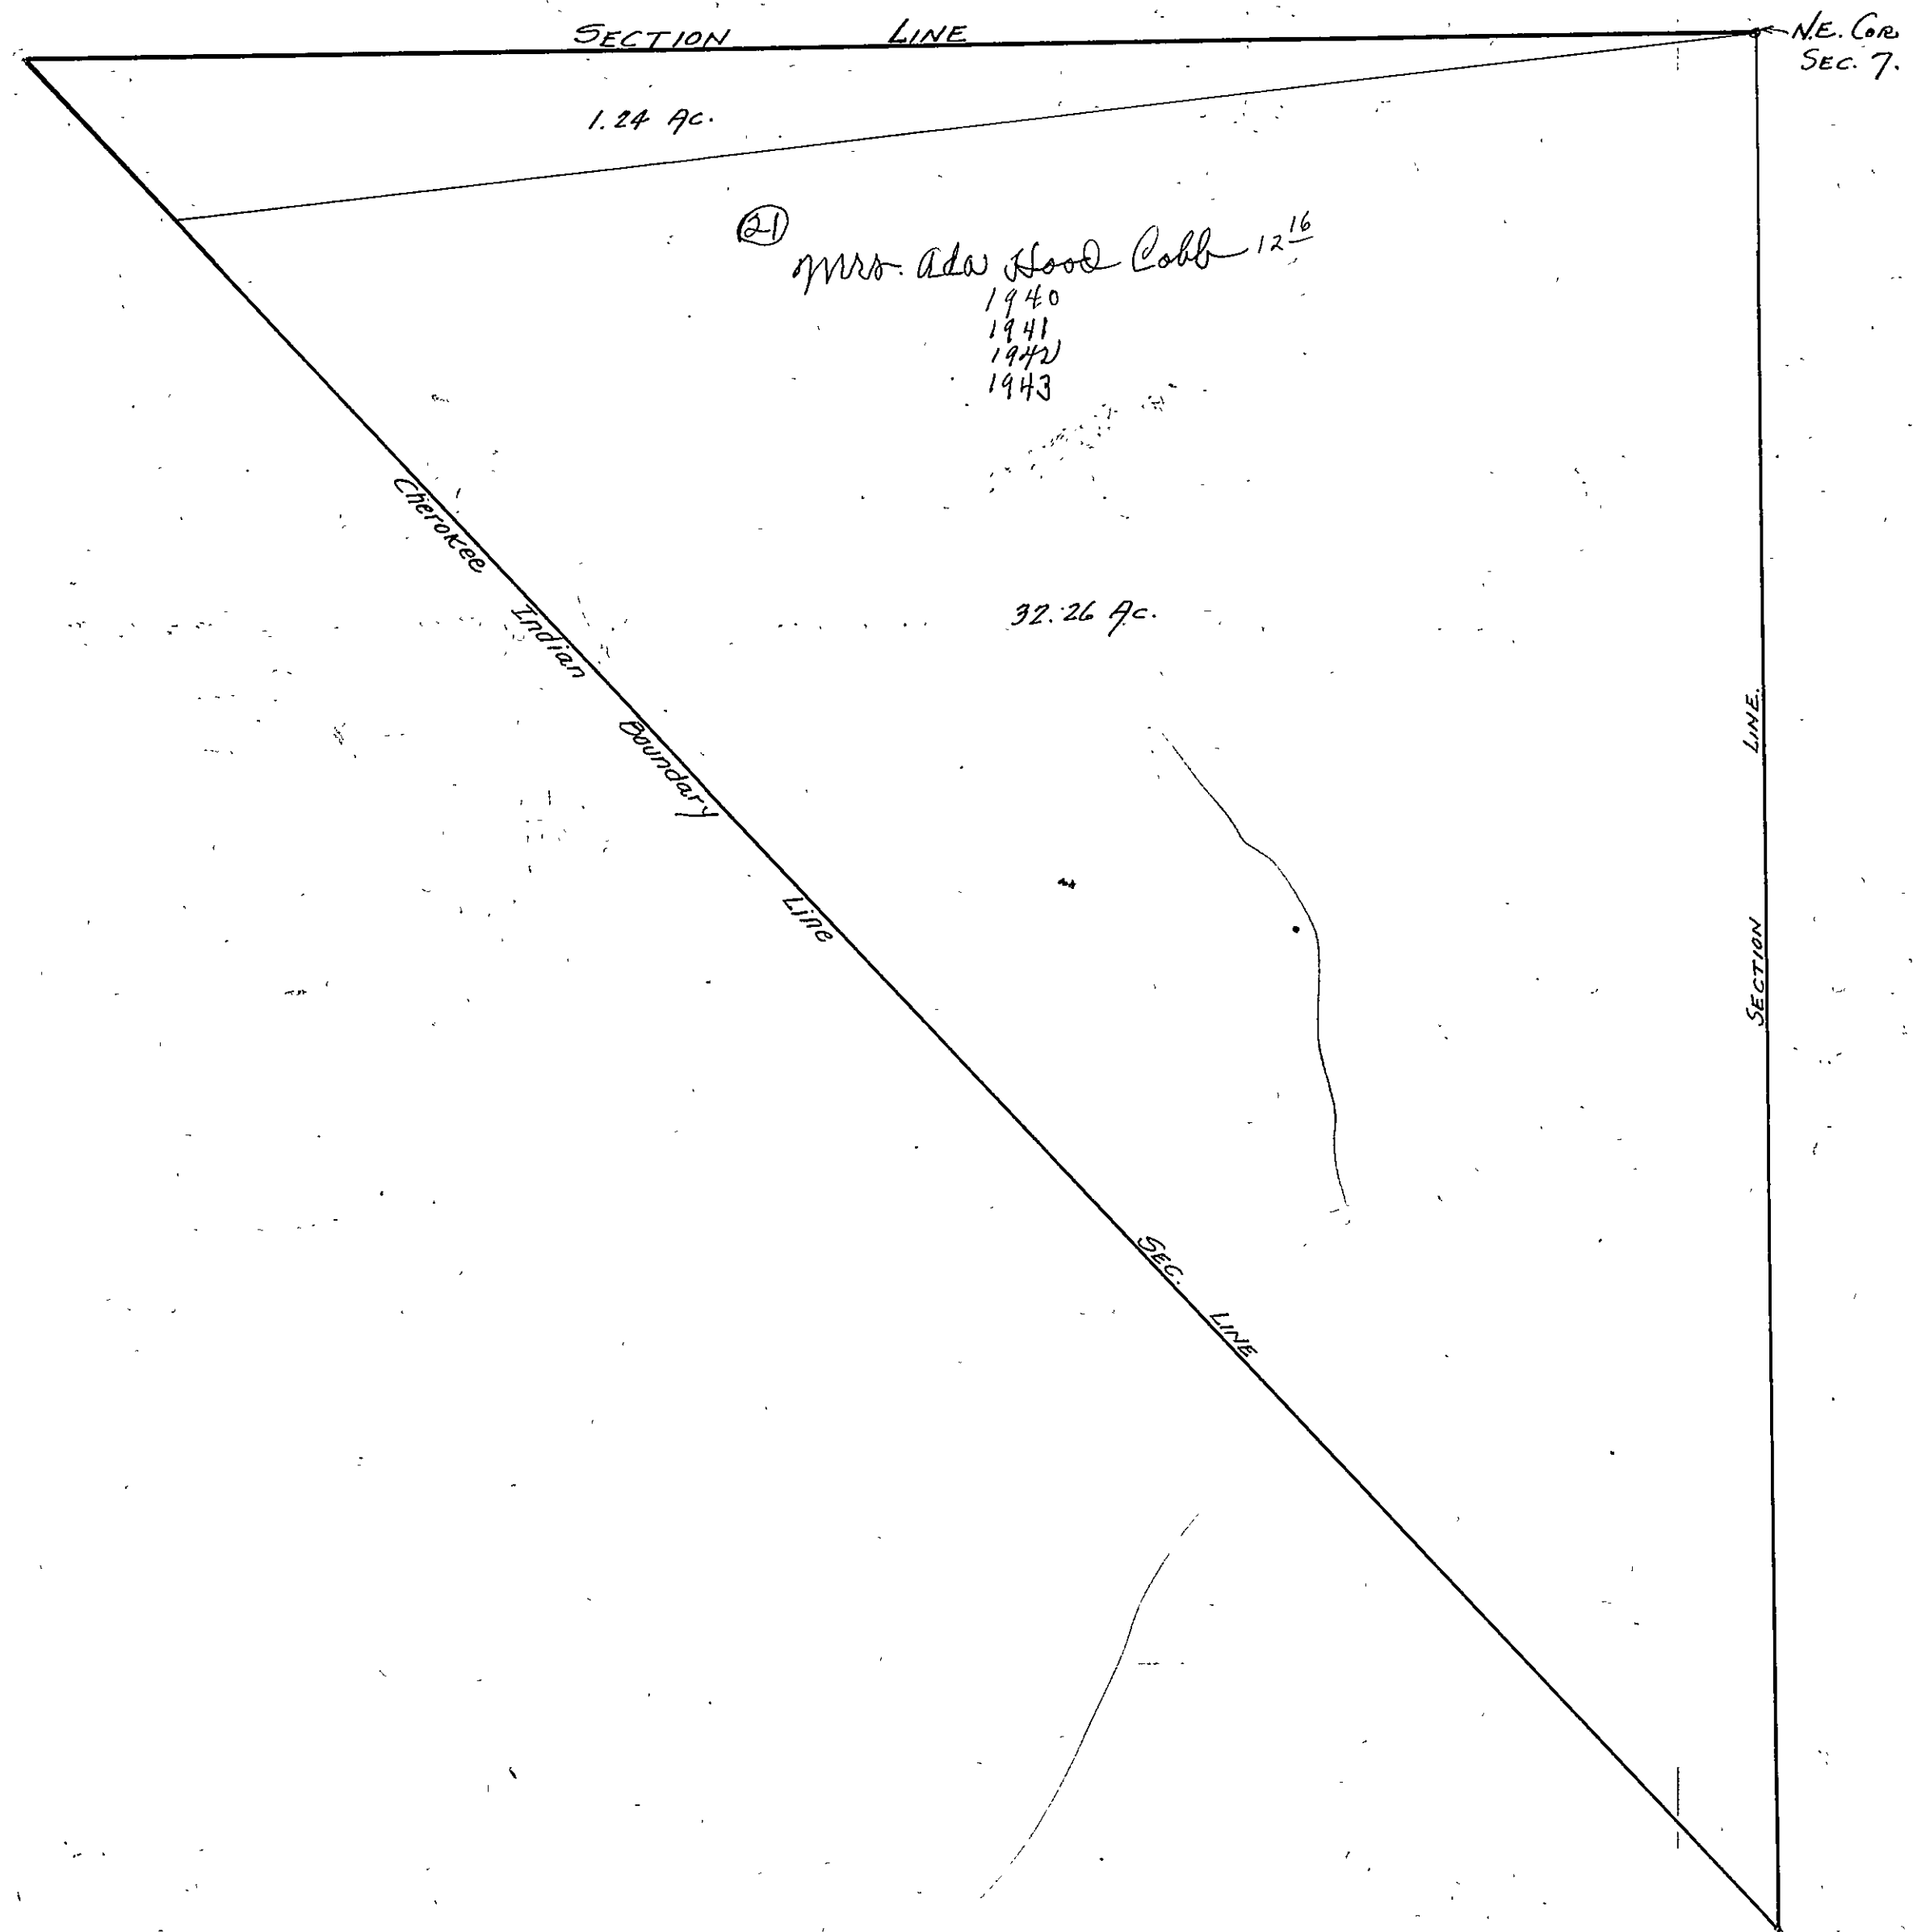 SECTION LINE
N.E. COR.
SEC. 7.
1.24 Ac.
21
Mrs. Ada Hood Cobb 12 16
1940
1941
1942
1943
Cherokee Indian Boundary Line
32.26 Ac.
SECTION LINE.
SEC. LINE